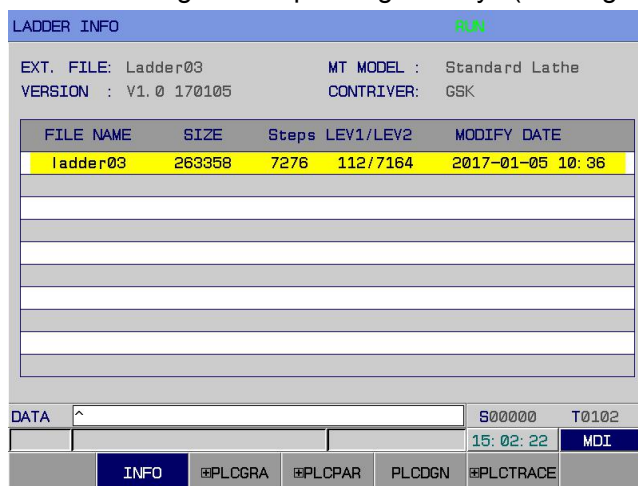 LADDER INFO RUN
EXT. FILE: Ladder03 MT MODEL : Standard Lathe
VERSION : V1.0 170105 CONTRIVER: GSK
FILE NAME SIZE Steps LEV1/LEV2 MODIFY DATE
ladder03 263358 7276 112/7164 2017-01-05 10:36
DATA ^ S00000 T0102
15:02:22 MDI
INFO ⊞PLCGRA ⊞PLCPAR PLCDGN ⊞PLCTRACE